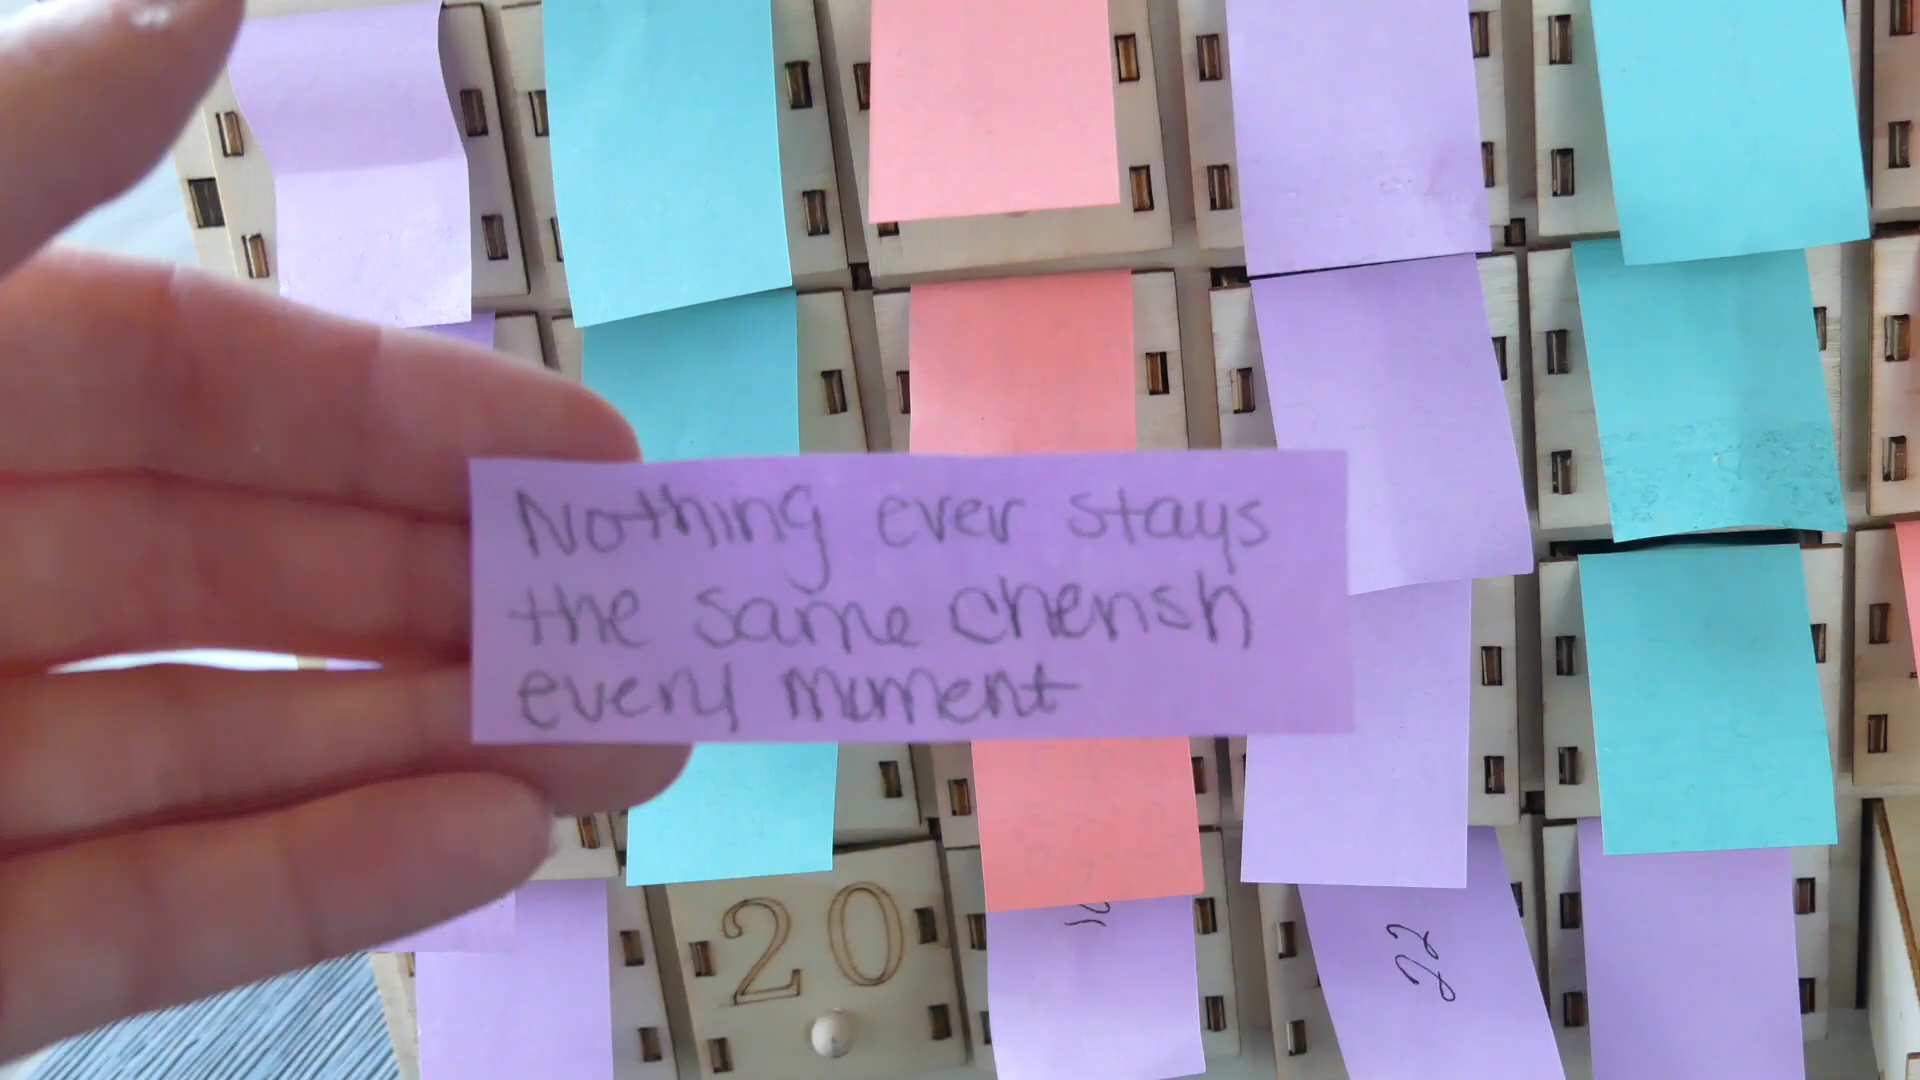 Nothing ever stays
the same cherish
every moment
20
22